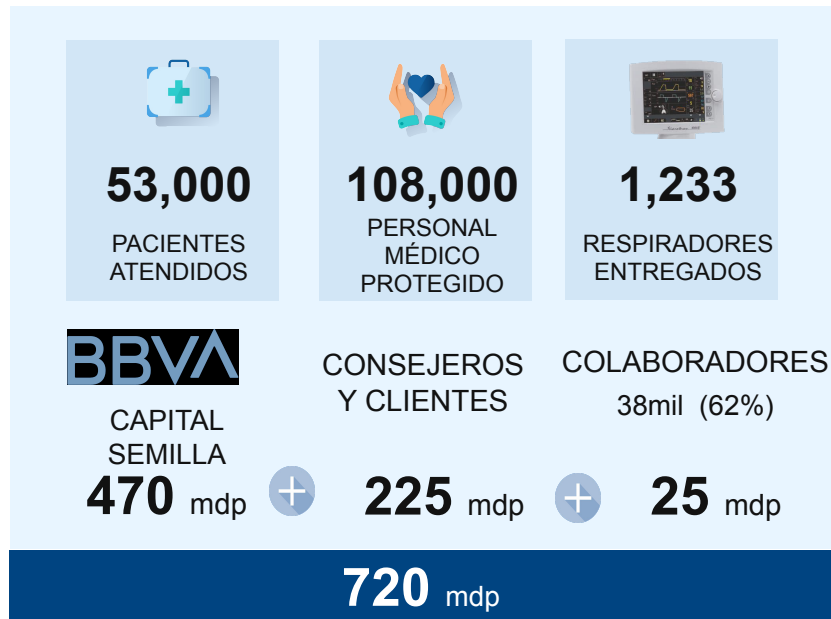 53,000
PACIENTES
ATENDIDOS
108,000
PERSONAL
MÉDICO
PROTEGIDO
1,233
RESPIRADORES
ENTREGADOS
BBVA
CAPITAL
SEMILLA
470 mdp
CONSEJEROS
Y CLIENTES
225 mdp
COLABORADORES
38mil (62%)
25 mdp
720 mdp